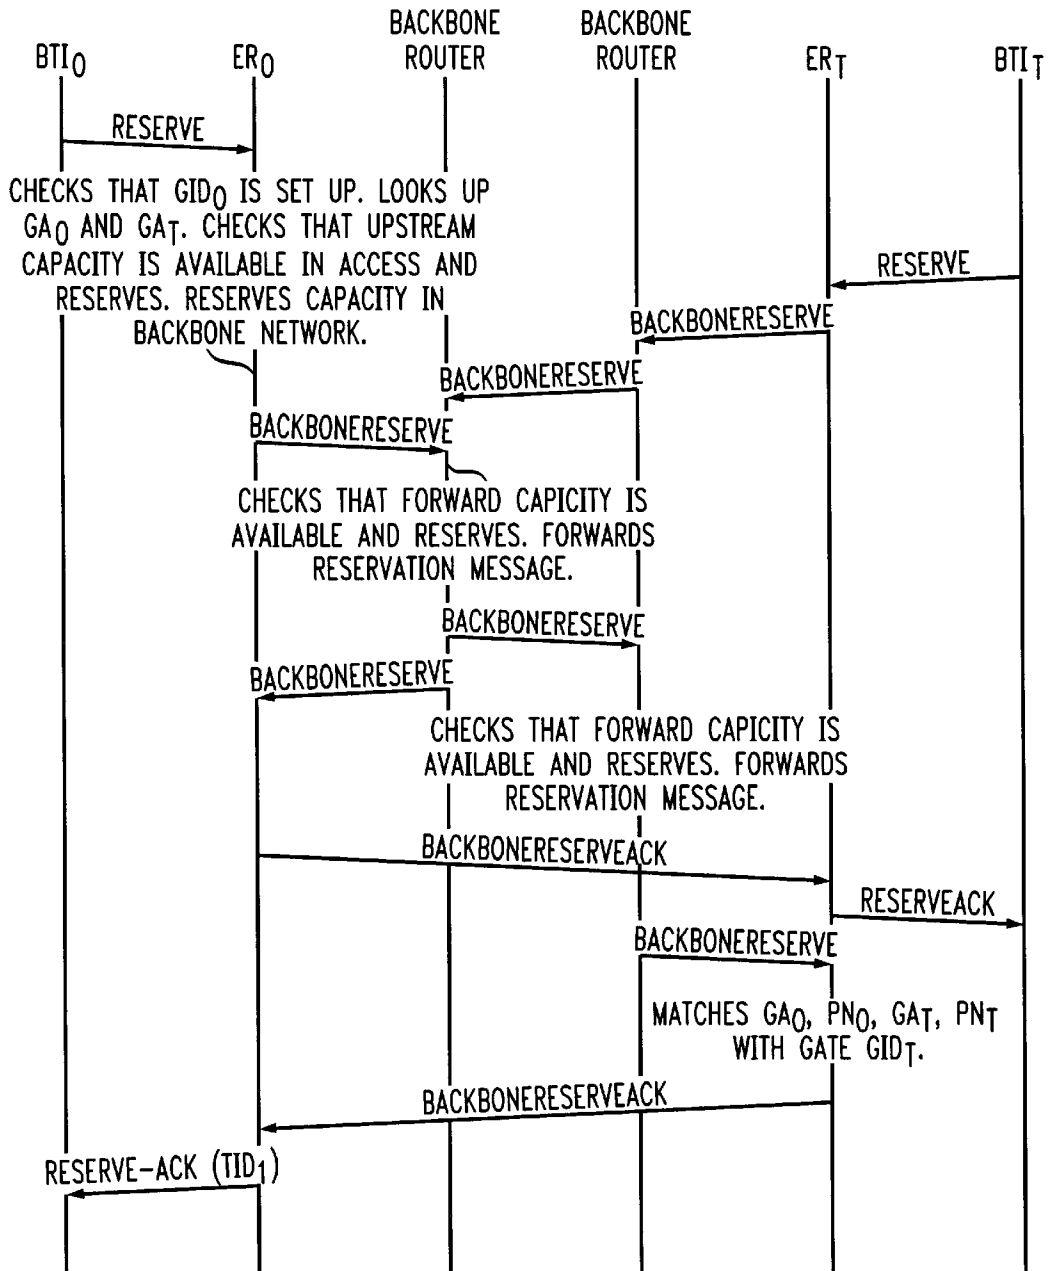 BTI₀
ER₀
BACKBONE
ROUTER
BACKBONE
ROUTER
ERₜ
BTIₜ
RESERVE
CHECKS THAT GID₀ IS SET UP. LOOKS UP
GA₀ AND GAₜ. CHECKS THAT UPSTREAM
CAPACITY IS AVAILABLE IN ACCESS AND
RESERVES. RESERVES CAPACITY IN
BACKBONE NETWORK.
RESERVE
BACKBONERESERVE
BACKBONERESERVE
BACKBONERESERVE
CHECKS THAT FORWARD CAPICITY IS
AVAILABLE AND RESERVES. FORWARDS
RESERVATION MESSAGE.
BACKBONERESERVE
BACKBONERESERVE
CHECKS THAT FORWARD CAPICITY IS
AVAILABLE AND RESERVES. FORWARDS
RESERVATION MESSAGE.
BACKBONERESERVEACK
RESERVEACK
BACKBONERESERVE
MATCHES GA₀, PN₀, GAₜ, PNₜ
WITH GATE GIDₜ.
BACKBONERESERVEACK
RESERVE-ACK (TID₁)